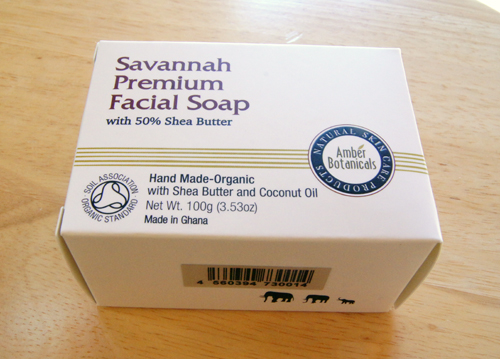 Savannah
Premium
Facial Soap
with 50% Shea Butter
NATURAL SKIN CARE PRODUCTS
Amber
Botanicals
SOIL ASSOCIATION
ORGANIC STANDARD
Hand Made-Organic
with Shea Butter and Coconut Oil
Net Wt. 100g (3.53oz)
Made in Ghana
4 660394 730014